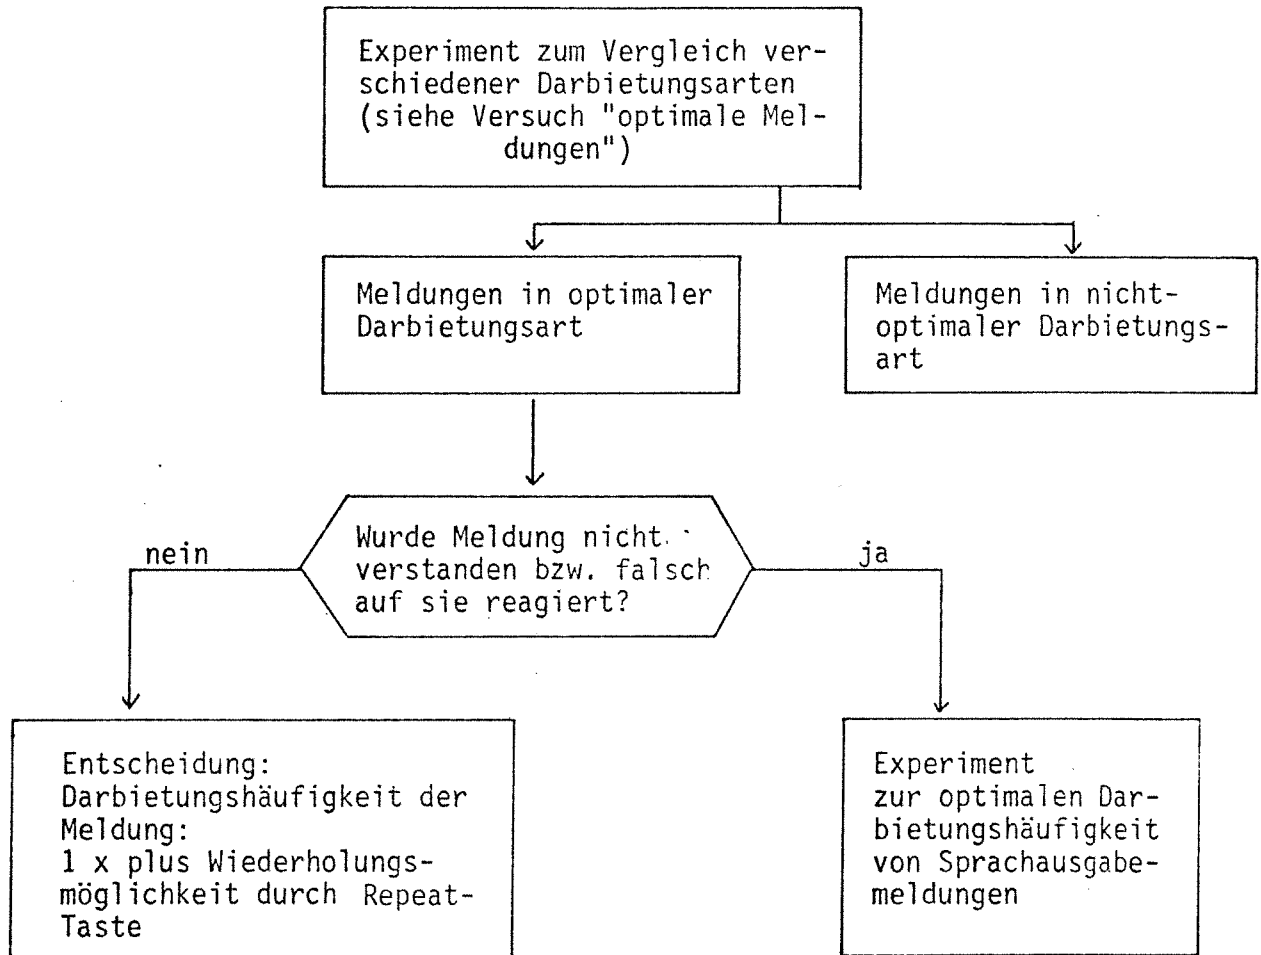 Experiment zum Vergleich ver-
schiedener Darbietungsarten
(siehe Versuch "optimale Mel-
dungen")
Meldungen in optimaler
Darbietungsart
Meldungen in nicht-
optimaler Darbietungs-
art
Wurde Meldung nicht
verstanden bzw. falsch
auf sie reagiert?
nein
ja
Entscheidung:
Darbietungshäufigkeit der
Meldung:
1 x plus Wiederholungs-
möglichkeit durch Repeat-
Taste
Experiment
zur optimalen Dar-
bietungshäufigkeit
von Sprachausgabe-
meldungen